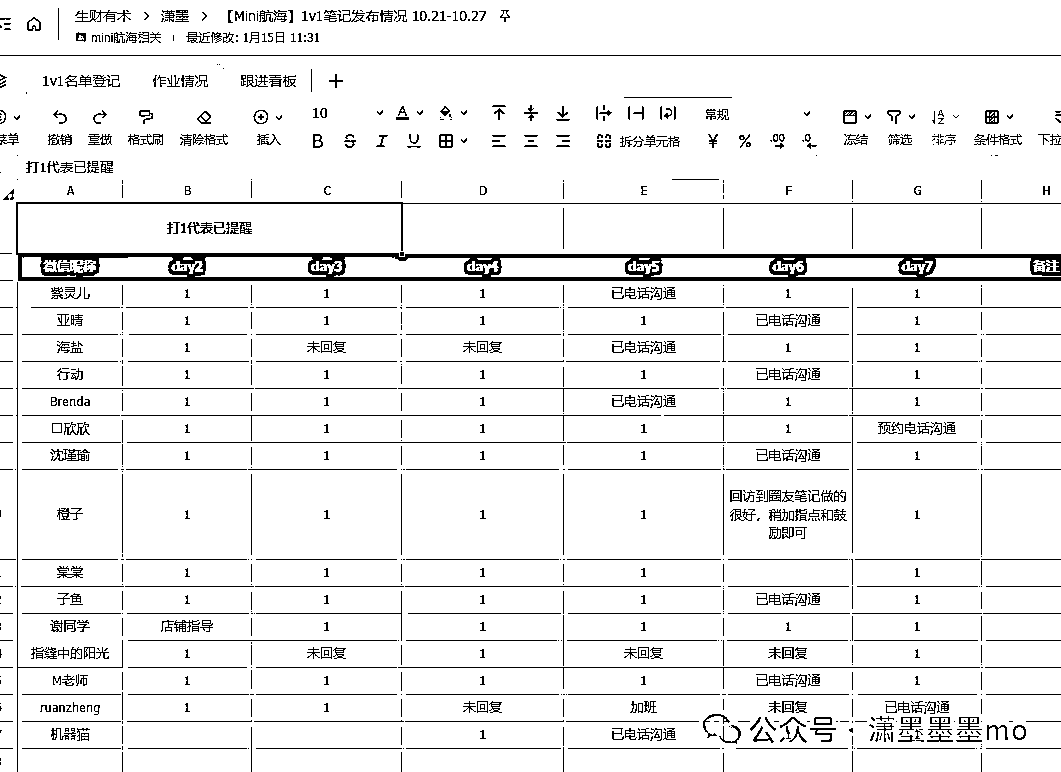 生财有术 > 潇墨 > 【Mini航海】1v1笔记发布情况 10.21-10.27
mini航海相关 最近修改: 1月15日 11:31
1v1名单登记 作业情况 跟进看板 +
10 A 常规
菜单 撤销 重做 格式刷 清除格式 插入 B S I U 拆分单元格 ¥ % .00 .0 冻结 筛选 排序 条件格式 下拉
打1代表已提醒
A B C D E F G H
打1代表已提醒
微信昵称 day2 day3 day4 day5 day6 day7 备注
紫灵儿 1 1 1 已电话沟通 1 1
亚晴 1 1 1 1 已电话沟通 1
海盐 1 未回复 未回复 已电话沟通 1 1
行动 1 1 1 1 已电话沟通 1
Brenda 1 1 1 已电话沟通 1 1
口欣欣 1 1 1 1 1 预约电话沟通
沈瑾瑜 1 1 1 1 已电话沟通 1
橙子 1 1 1 1 回访到圈友笔记做的
很好，稍加指点和鼓
励即可 1
棠棠 1 1 1 1 1
子鱼 1 1 1 1 已电话沟通 1
谢同学 店铺指导 1 1 1 1 1
指缝中的阳光 1 未回复 1 未回复 未回复 1
M老师 1 1 1 1 已电话沟通 1
ruanzheng 1 1 未回复 加班 未回复 已电话沟通
机器猫 1 已电话沟通
公众号 · 潇墨墨墨mo